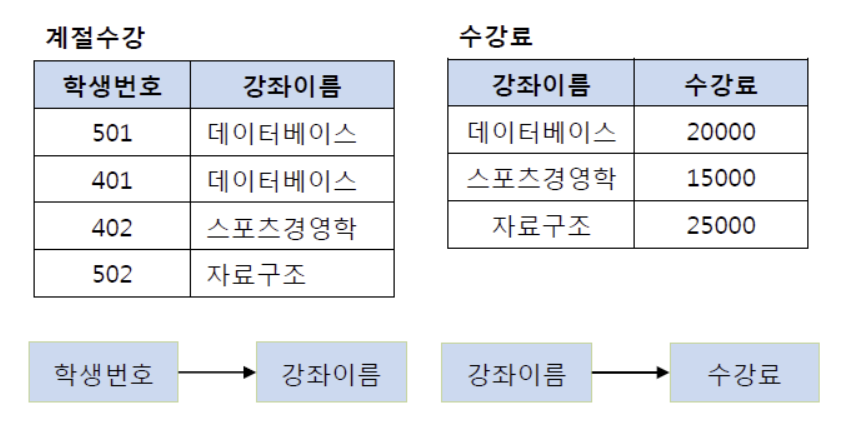 계절수강
학생번호 강좌이름
501 데이터베이스
401 데이터베이스
402 스포츠경영학
502 자료구조
수강료
강좌이름 수강료
데이터베이스 20000
스포츠경영학 15000
자료구조 25000
학생번호 강좌이름
강좌이름 수강료